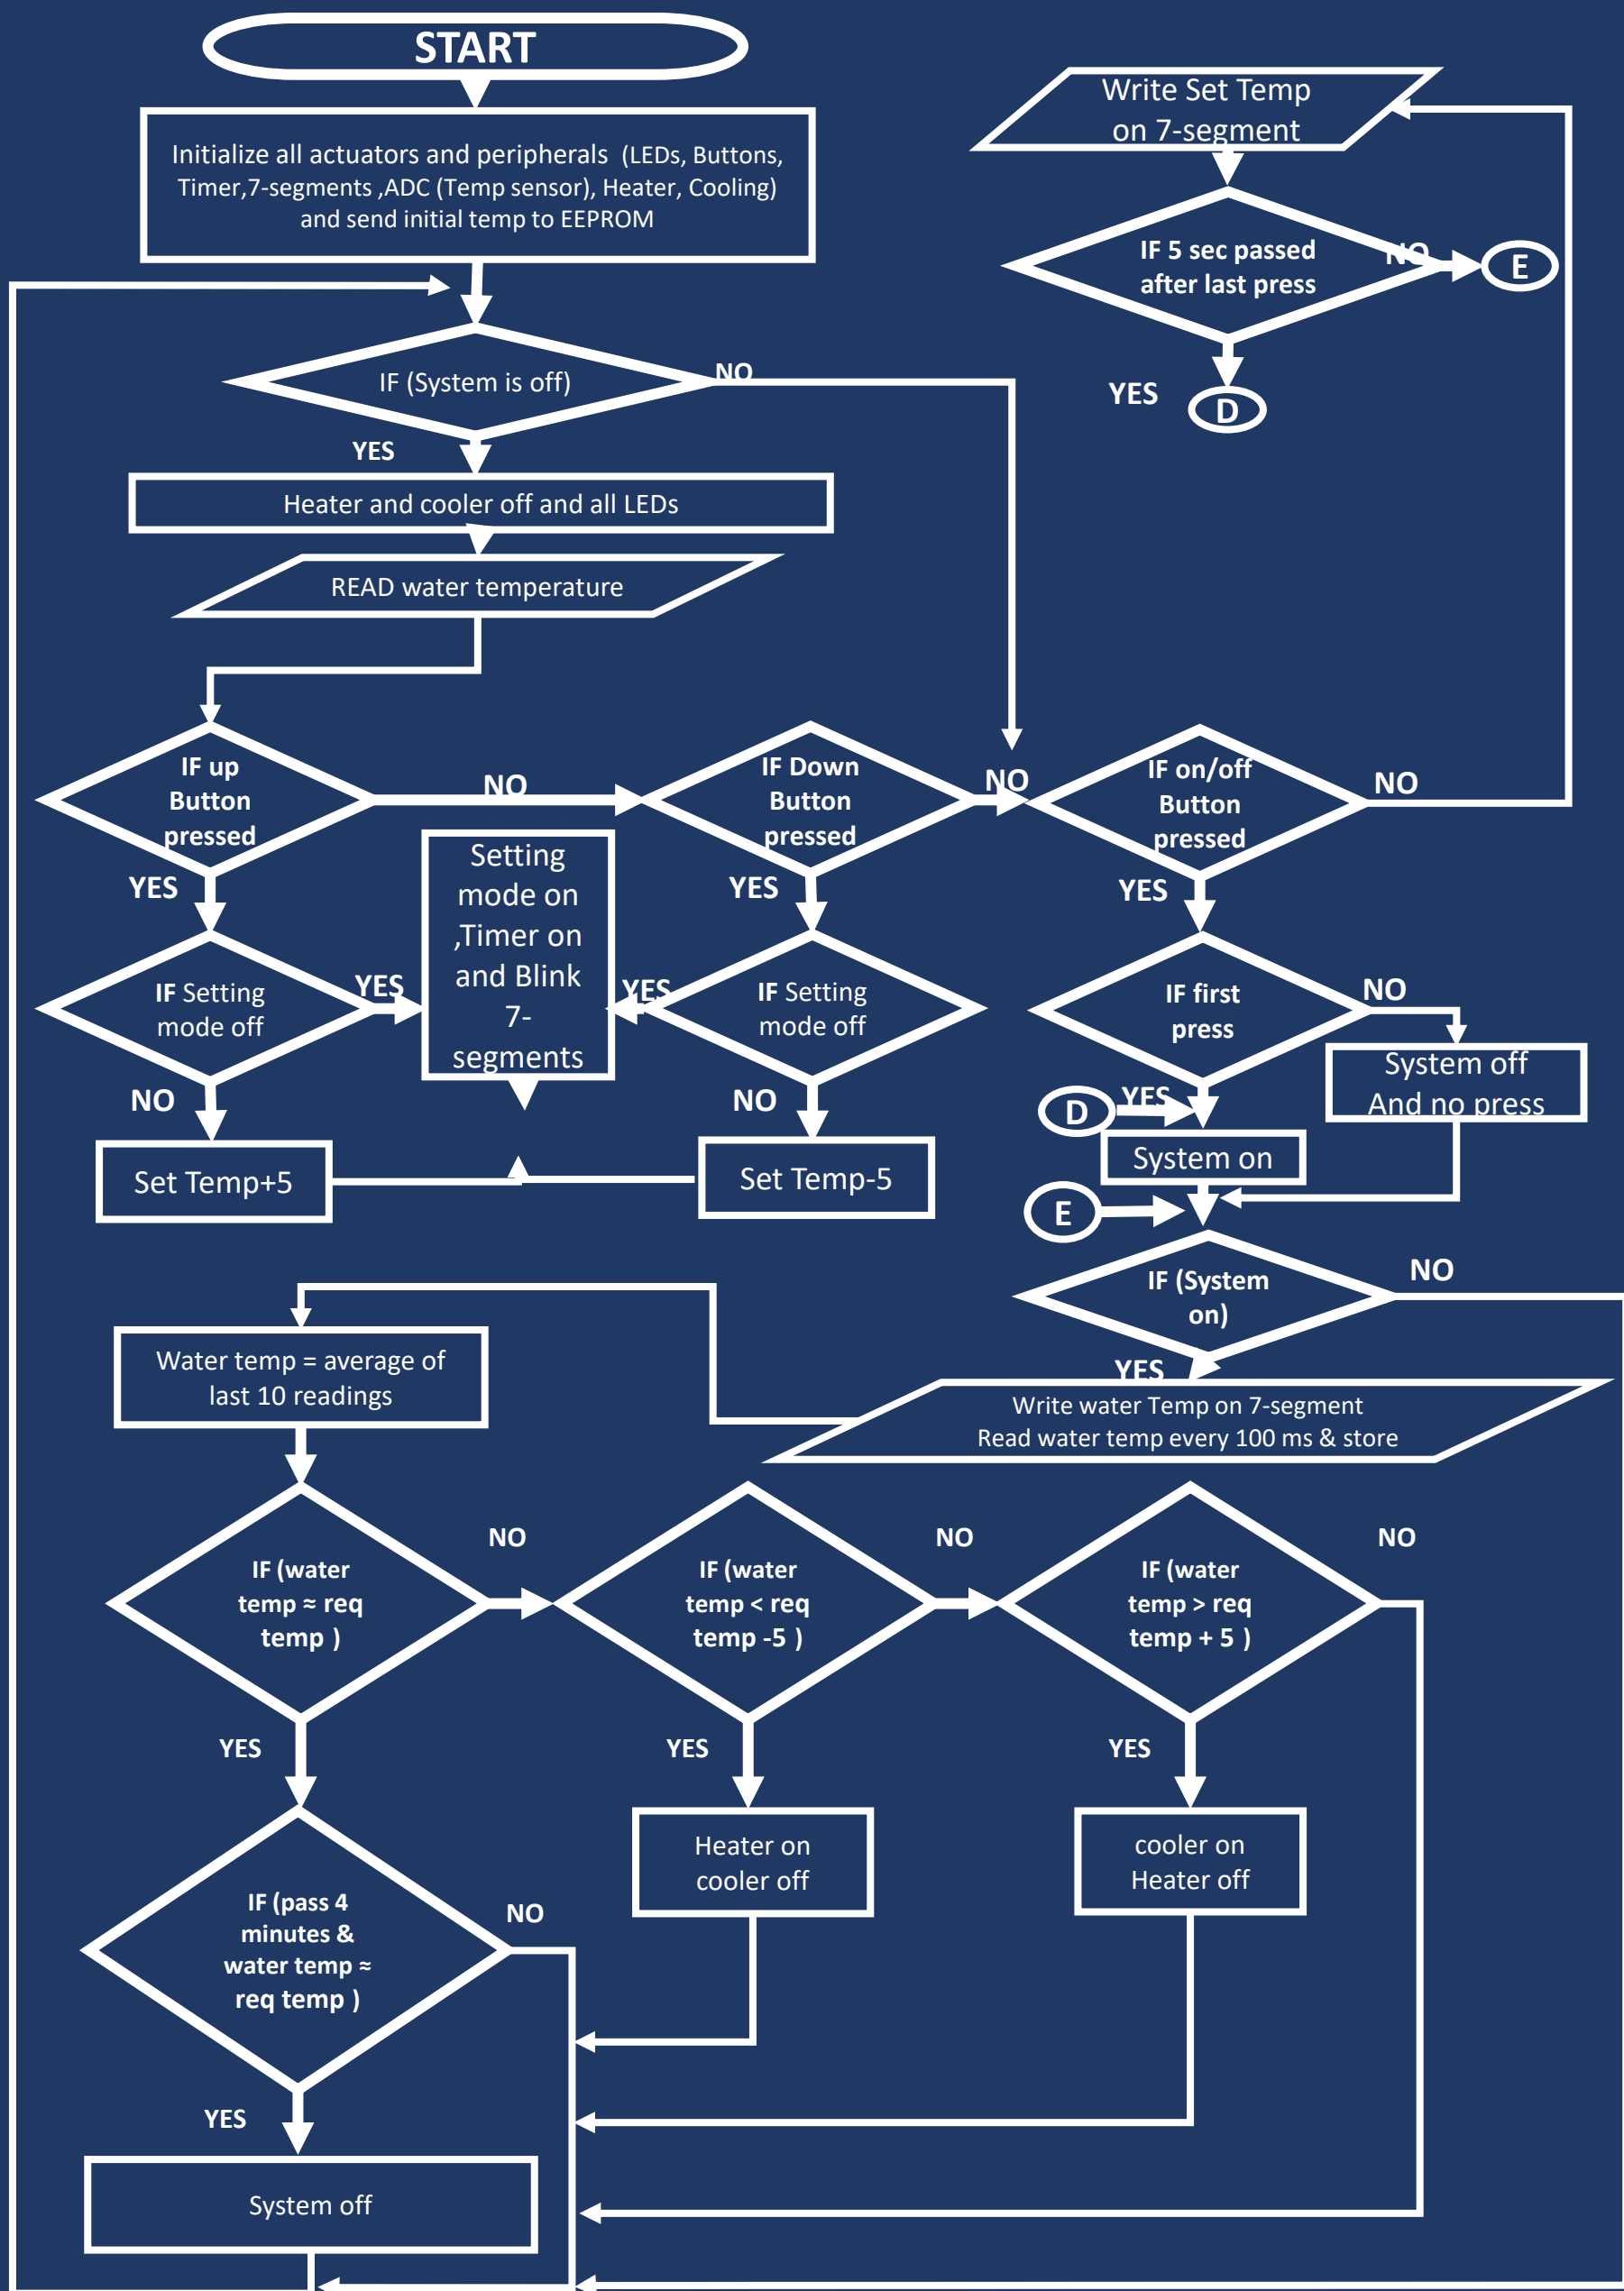 START
Initialize all actuators and peripherals (LEDs, Buttons,
Timer,7-segments ,ADC (Temp sensor), Heater, Cooling)
and send initial temp to EEPROM
Write Set Temp
on 7-segment
IF 5 sec passed
after last press
NO
E
YES
D
IF (System is off)
NO
YES
Heater and cooler off and all LEDs
READ water temperature
IF up
Button
pressed
NO
IF Down
Button
pressed
NO
IF on/off
Button
pressed
NO
YES
Setting
mode on
,Timer on
and Blink
7-
segments
YES
YES
IF Setting
mode off
YES
YES
IF Setting
mode off
IF first
press
NO
System off
And no press
NO
NO
D
YES
System on
Set Temp+5
Set Temp-5
E
IF (System
on)
NO
YES
Write water Temp on 7-segment
Read water temp every 100 ms & store
Water temp = average of
last 10 readings
IF (water
temp ≈ req
temp )
NO
IF (water
temp < req
temp -5 )
NO
IF (water
temp > req
temp + 5 )
NO
YES
YES
YES
Heater on
cooler off
cooler on
Heater off
IF (pass 4
minutes &
water temp ≈
req temp )
NO
YES
System off